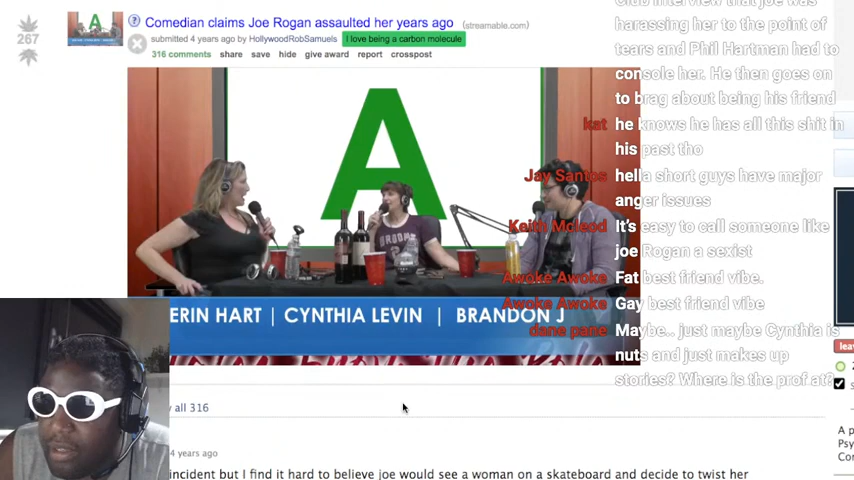 Club interview that joe was
harassing her to the point of
tears and Phil Hartman had to
console her. He then goes on
to brag about being his friend
kat he knows he has all this shit in
his past tho
Jay Santos hella short guys have major
anger issues
Keith Mcleod It's easy to call someone like
joe Rogan a sexist
Awoke Awoke Fat best friend vibe.
Awoke Awoke Gay best friend vibe
dane pane Maybe.. just maybe Cynthia is
nuts and just makes up
stories? Where is the prof at?
267
Comedian claims Joe Rogan assaulted her years ago (streamable.com)
submitted 4 years ago by HollywoodRobSamuels I love being a carbon molecule
316 comments share save hide give award report crosspost
A
BROOM
ERIN HART | CYNTHIA LEVIN | BRANDON J
all 316
4 years ago
incident but I find it hard to believe joe would see a woman on a skateboard and decide to twist her
lea
A p
Psy
Cor